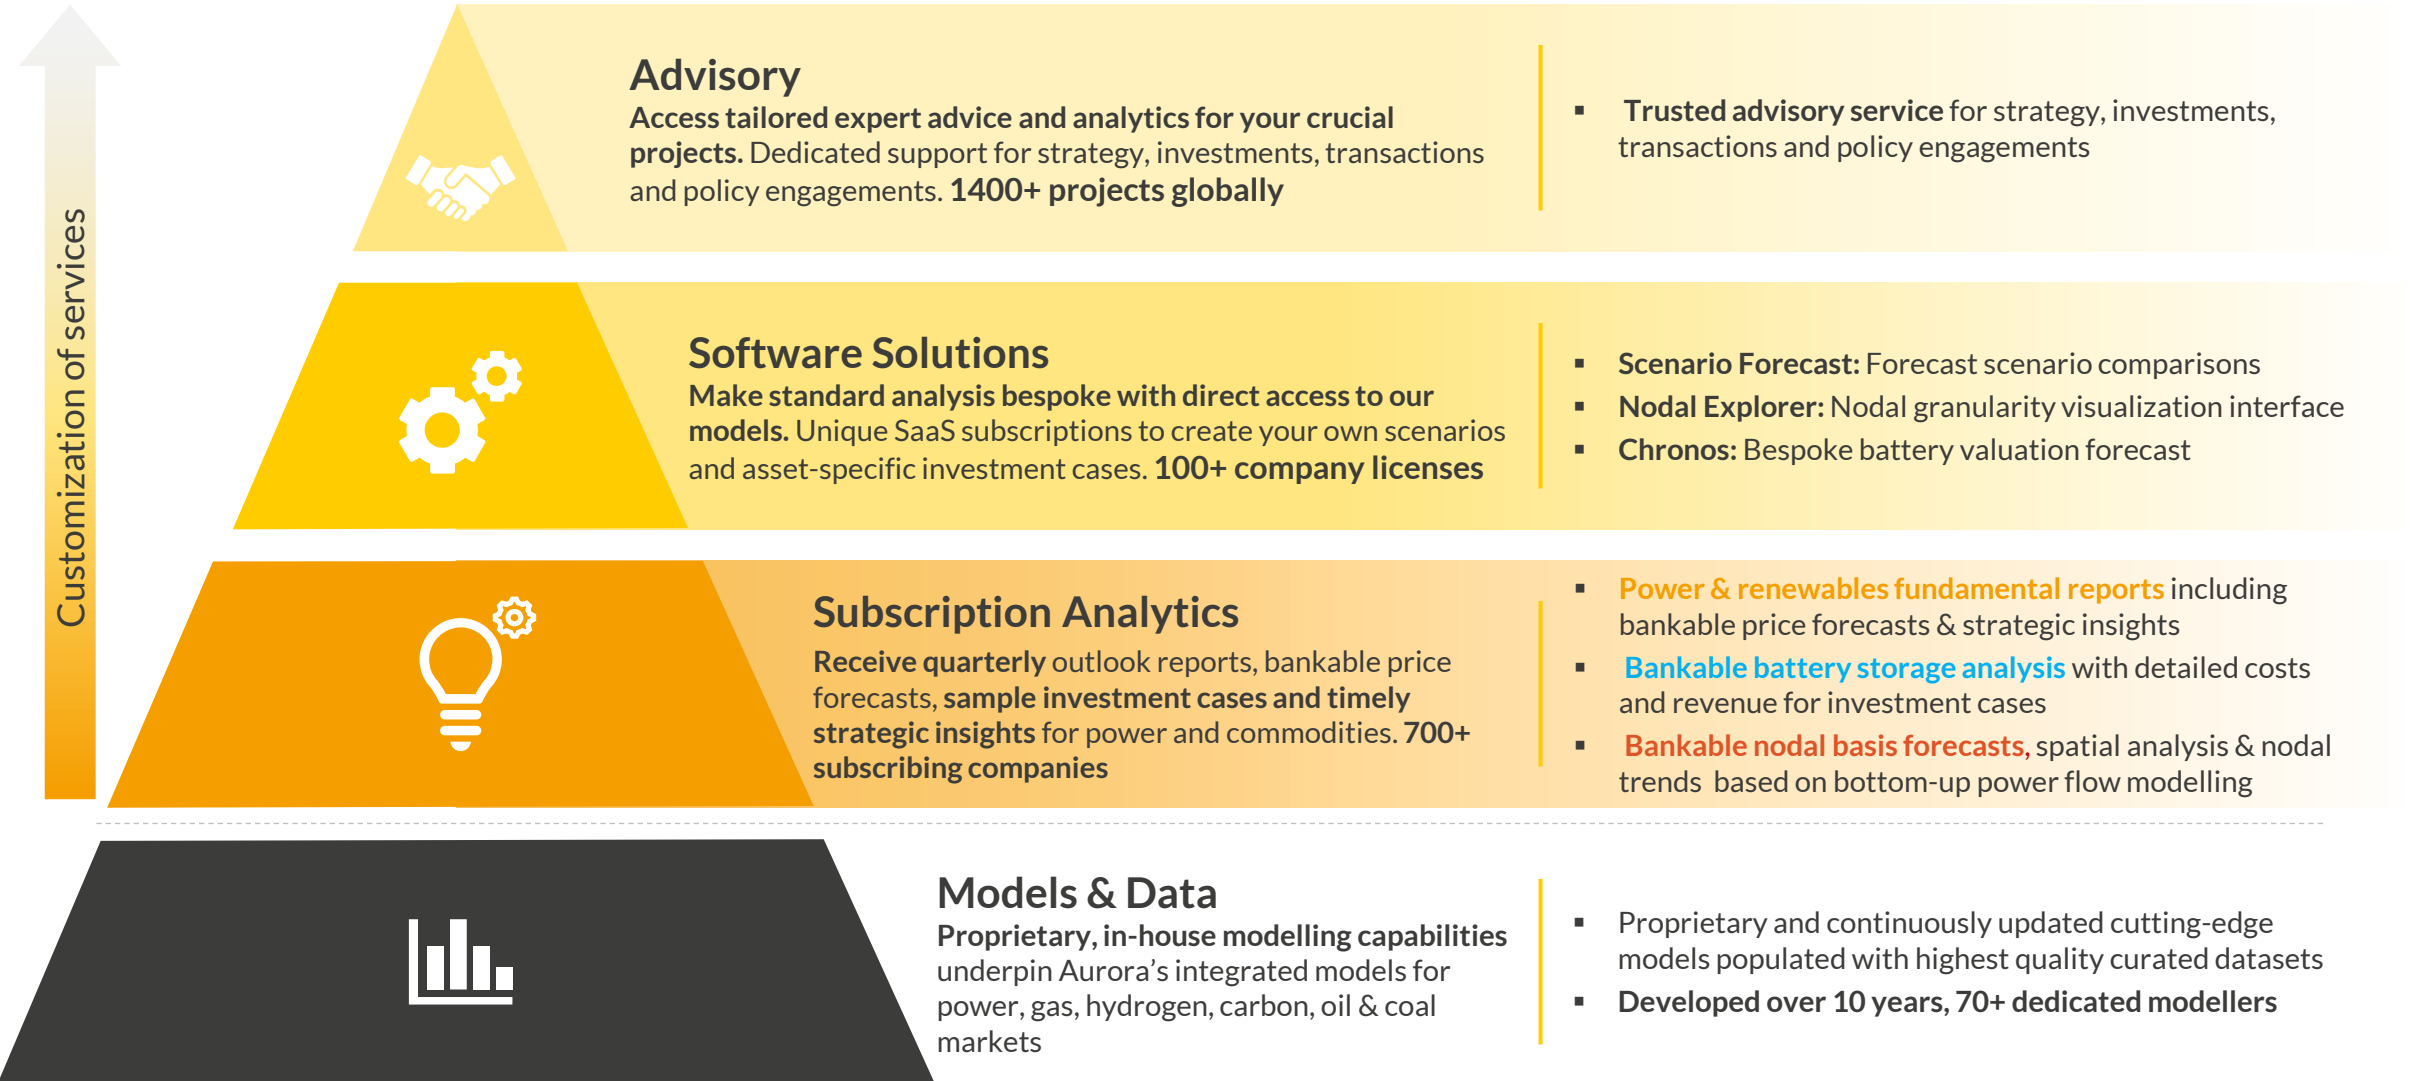 Customization of services
Advisory
Access tailored expert advice and analytics for your crucial
projects. Dedicated support for strategy, investments, transactions
and policy engagements. 1400+ projects globally
▪ Trusted advisory service for strategy, investments,
transactions and policy engagements
Software Solutions
Make standard analysis bespoke with direct access to our
models. Unique SaaS subscriptions to create your own scenarios
and asset-specific investment cases. 100+ company licenses
▪ Scenario Forecast: Forecast scenario comparisons
▪ Nodal Explorer: Nodal granularity visualization interface
▪ Chronos: Bespoke battery valuation forecast
Subscription Analytics
Receive quarterly outlook reports, bankable price
forecasts, sample investment cases and timely
strategic insights for power and commodities. 700+
subscribing companies
▪ Power & renewables fundamental reports including
bankable price forecasts & strategic insights
▪ Bankable battery storage analysis with detailed costs
and revenue for investment cases
▪ Bankable nodal basis forecasts, spatial analysis & nodal
trends based on bottom-up power flow modelling
Models & Data
Proprietary, in-house modelling capabilities
underpin Aurora’s integrated models for
power, gas, hydrogen, carbon, oil & coal
markets
▪ Proprietary and continuously updated cutting-edge
models populated with highest quality curated datasets
▪ Developed over 10 years, 70+ dedicated modellers